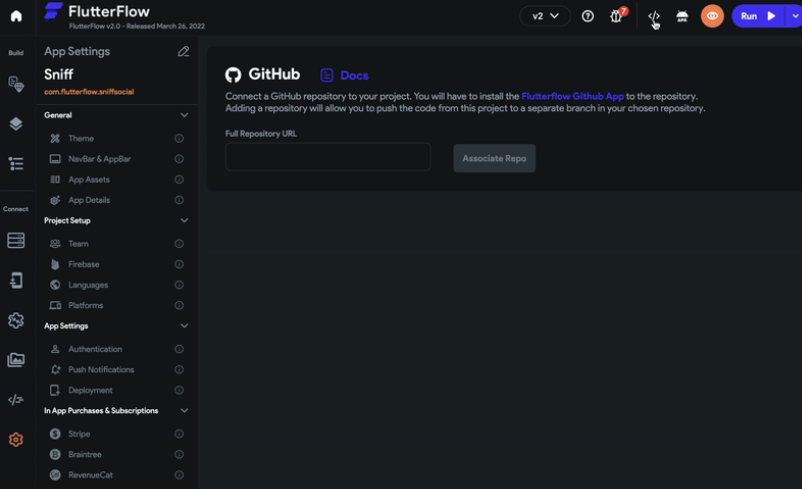 FlutterFlow
FlutterFlow v2.0 - Released March 26, 2022
v2
7
APK
Run
Build
Connect
App Settings
Sniff
com.flutterflow.sniffsocial
General
Theme
NavBar & AppBar
App Assets
App Details
Project Setup
Team
Firebase
Languages
Platforms
App Settings
Authentication
Push Notifications
Deployment
In App Purchases & Subscriptions
Stripe
Braintree
RevenueCat
GitHub
Docs
Connect a GitHub repository to your project. You will have to install the Flutterflow Github App to the repository.
Adding a repository will allow you to push the code from this project to a separate branch in your chosen repository.
Full Repository URL
Associate Repo